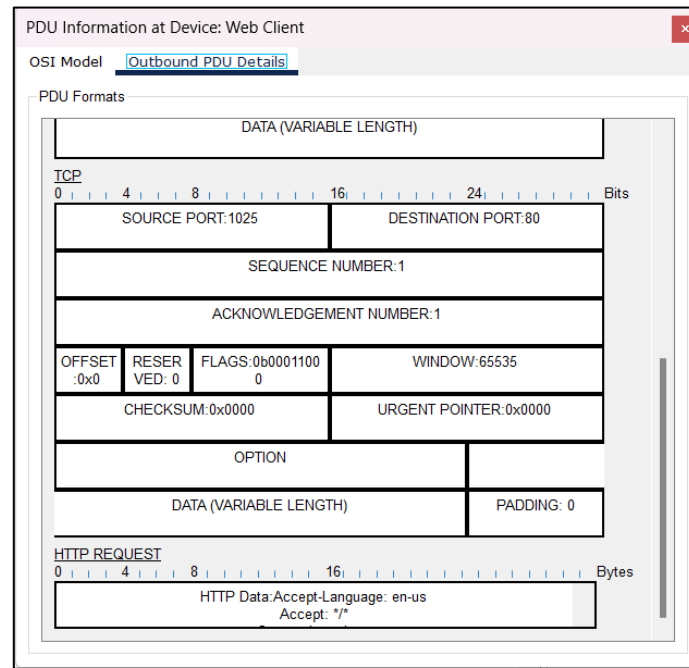 PDU Information at Device: Web Client
×
OSI Model Outbound PDU Details
PDU Formats
DATA (VARIABLE LENGTH)
TCP
0 4 8 16 24 Bits
SOURCE PORT:1025 DESTINATION PORT:80
SEQUENCE NUMBER:1
ACKNOWLEDGEMENT NUMBER:1
OFFSET RESER FLAGS:0b0001100 WINDOW:65535
:0x0 VED: 0 0
CHECKSUM:0x0000 URGENT POINTER:0x0000
OPTION
DATA (VARIABLE LENGTH) PADDING: 0
HTTP REQUEST
0 4 8 16 Bytes
HTTP Data:Accept-Language: en-us
Accept: */*